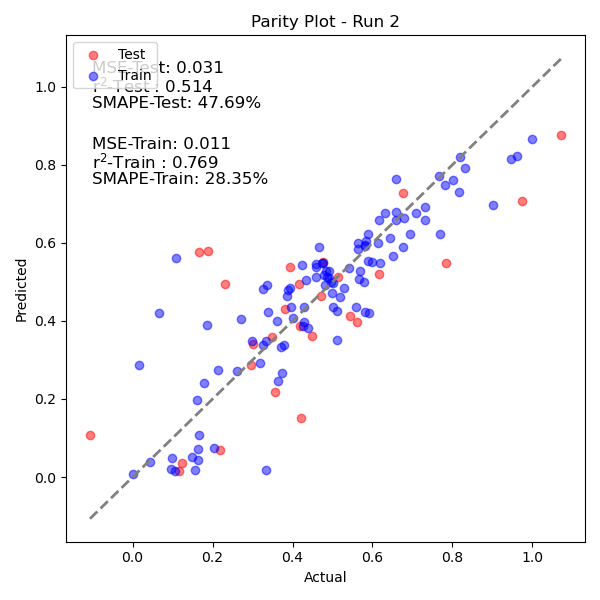 Parity Plot - Run 2
Test
Train
MSE-Test: 0.031
r²-Test : 0.514
SMAPE-Test: 47.69%
MSE-Train: 0.011
r²-Train : 0.769
SMAPE-Train: 28.35%
Predicted
1.0
0.8
0.6
0.4
0.2
0.0
0.0 0.2 0.4 0.6 0.8 1.0
Actual